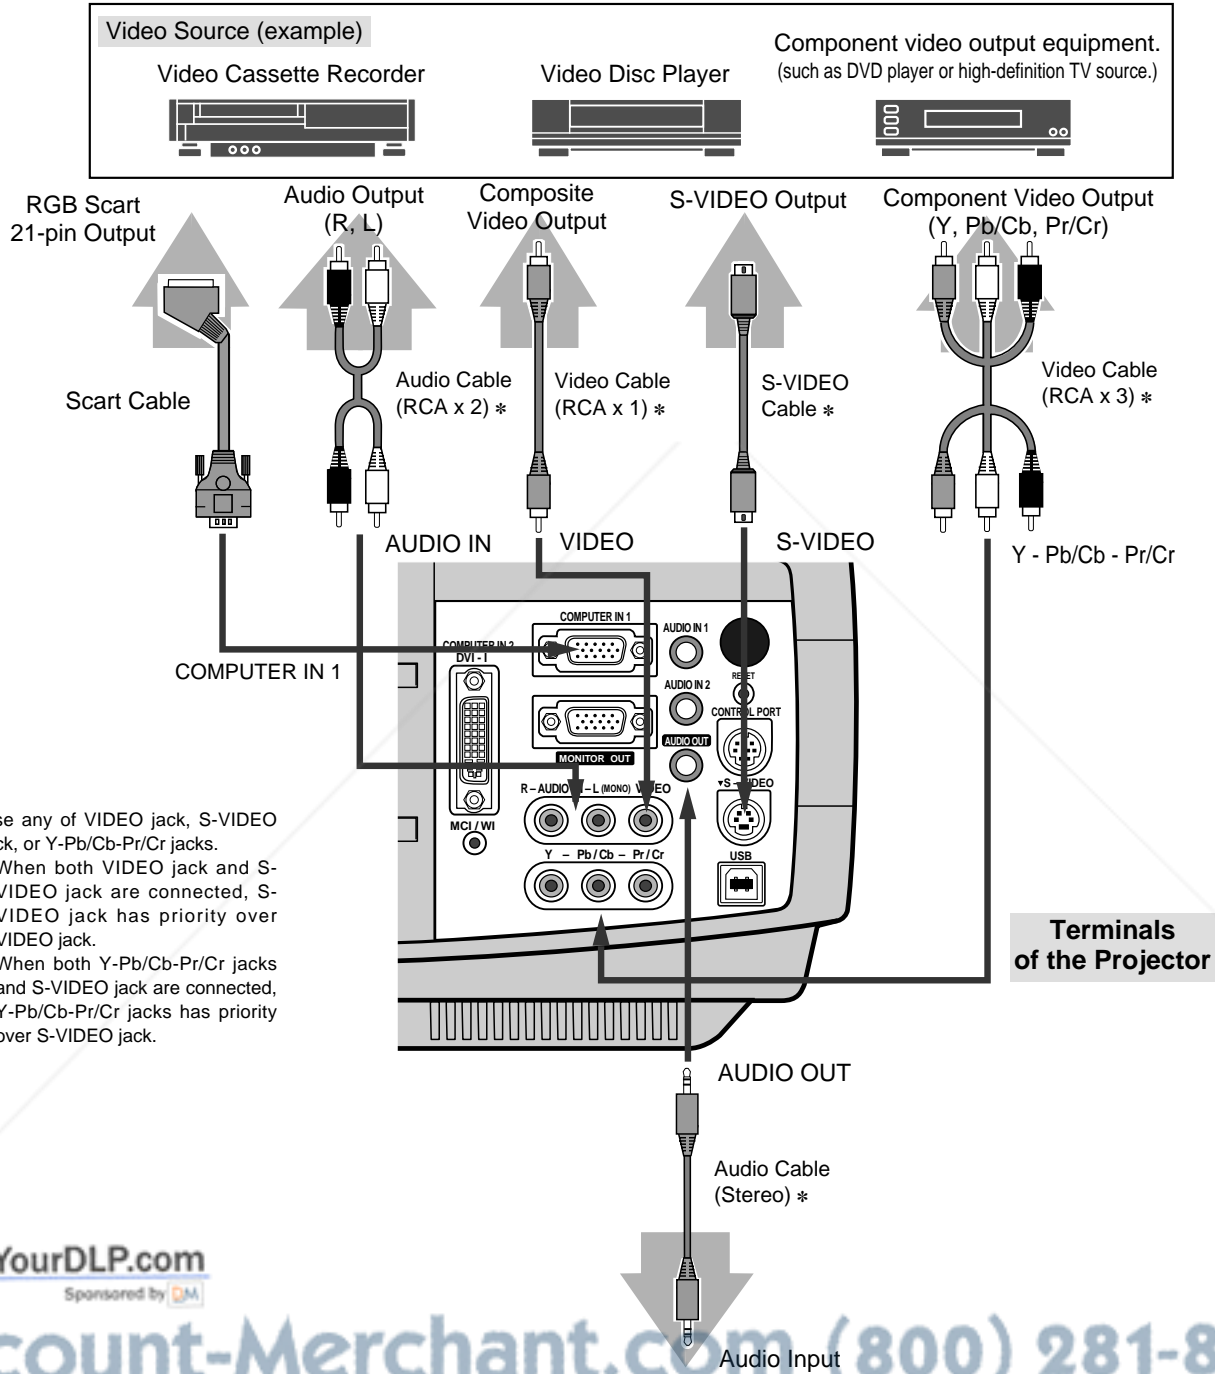 Video Source (example)
Video Cassette Recorder
Video Disc Player
Component video output equipment.
(such as DVD player or high-definition TV source.)
RGB Scart
21-pin Output
Audio Output
(R, L)
Composite
Video Output
S-VIDEO Output
Component Video Output
(Y, Pb/Cb, Pr/Cr)
Scart Cable
Audio Cable
(RCA x 2) *
Video Cable
(RCA x 1) *
S-VIDEO
Cable *
Video Cable
(RCA x 3) *
AUDIO IN
VIDEO
S-VIDEO
Y - Pb/Cb - Pr/Cr
COMPUTER IN 1
COMPUTER IN 1
AUDIO IN 1
COMPUTER IN 2
DVI - I
RESET
AUDIO IN 2
CONTROL PORT
AUDIO OUT
MONITOR OUT
R – AUDIO IN – L (MONO) VIDEO
▼S – VIDEO
MCI / WI
Y – Pb / Cb – Pr / Cr
USB
se any of VIDEO jack, S-VIDEO
ck, or Y-Pb/Cb-Pr/Cr jacks.
When both VIDEO jack and S-
VIDEO jack are connected, S-
VIDEO jack has priority over
VIDEO jack.
When both Y-Pb/Cb-Pr/Cr jacks
and S-VIDEO jack are connected,
Y-Pb/Cb-Pr/Cr jacks has priority
over S-VIDEO jack.
Terminals
of the Projector
AUDIO OUT
Audio Cable
(Stereo) *
YourDLP.com
Sponsored by DM
count-Merchant.com (800) 281-8
Audio Input